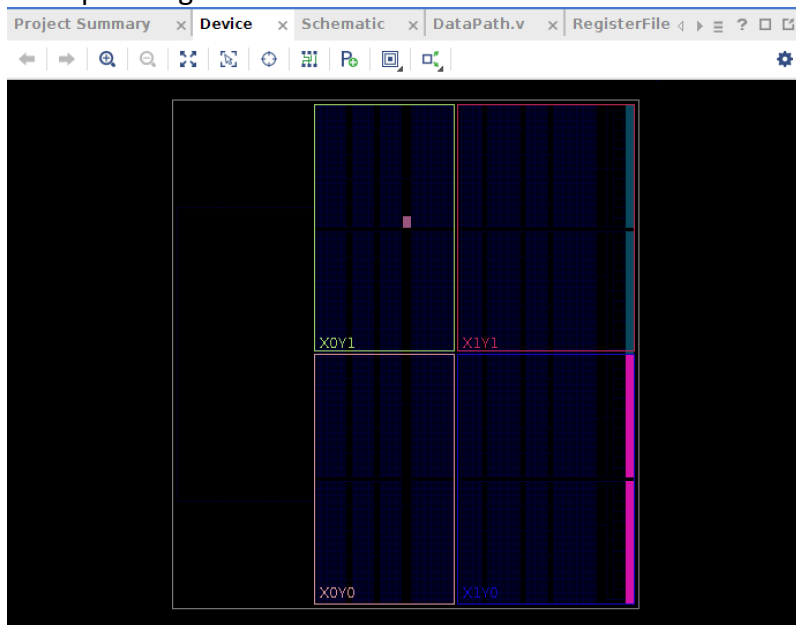 Project Summary × Device × Schematic × DataPath.v × RegisterFile
X0Y1 X1Y1
X0Y0 X1Y0